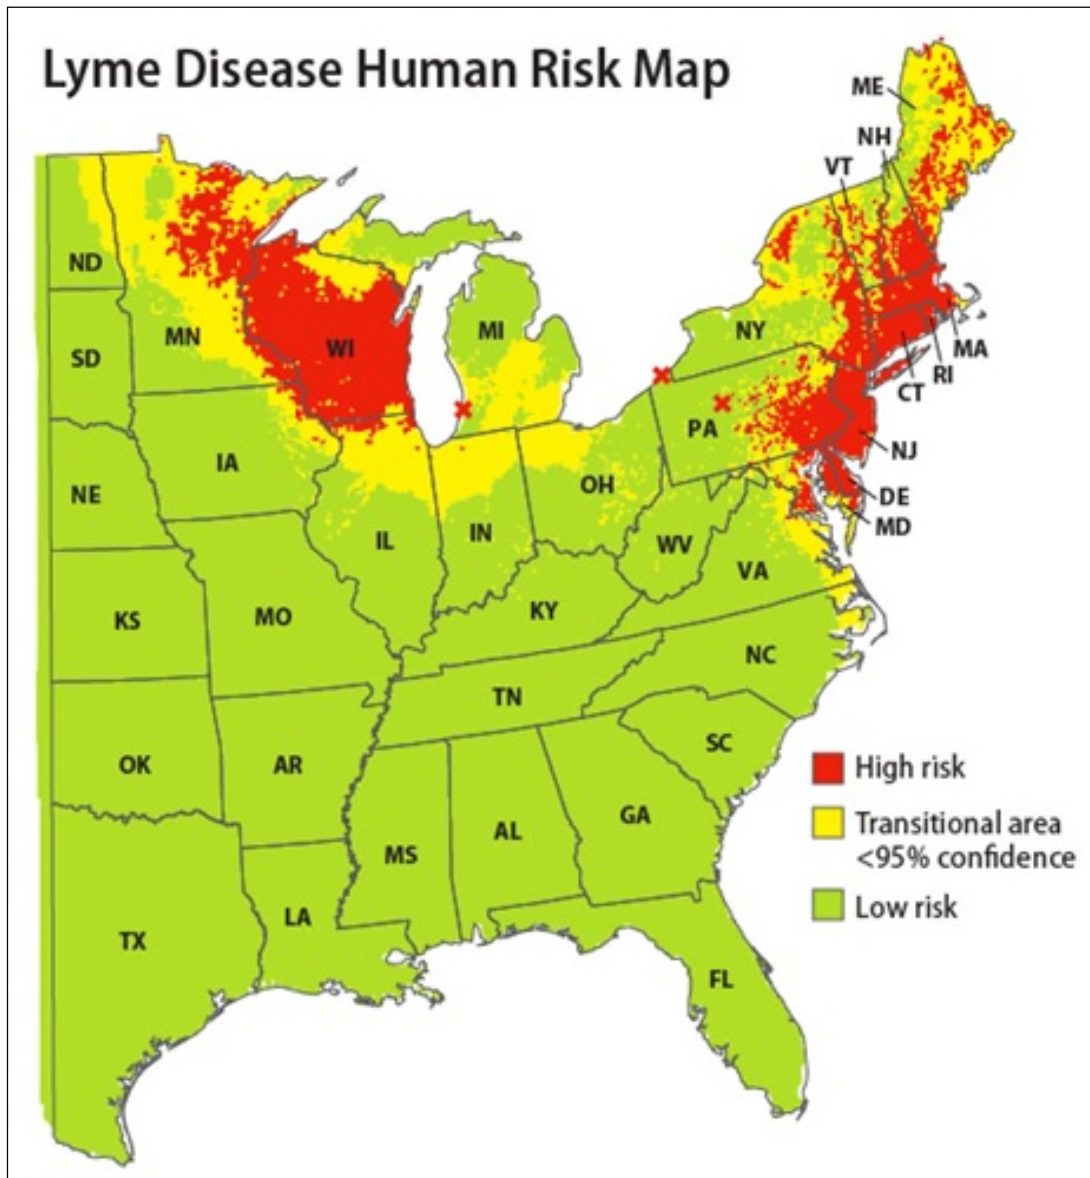 Lyme Disease Human Risk Map
ME
NH
VT
ND
MN
SD
WI
MI
NY
MA
RI
CT
PA
NJ
IA
NE
OH
DE
MD
IL
IN
WV
VA
KS
MO
KY
NC
TN
OK
AR
SC
High risk
Transitional area
<95% confidence
Low risk
MS
AL
GA
LA
TX
FL